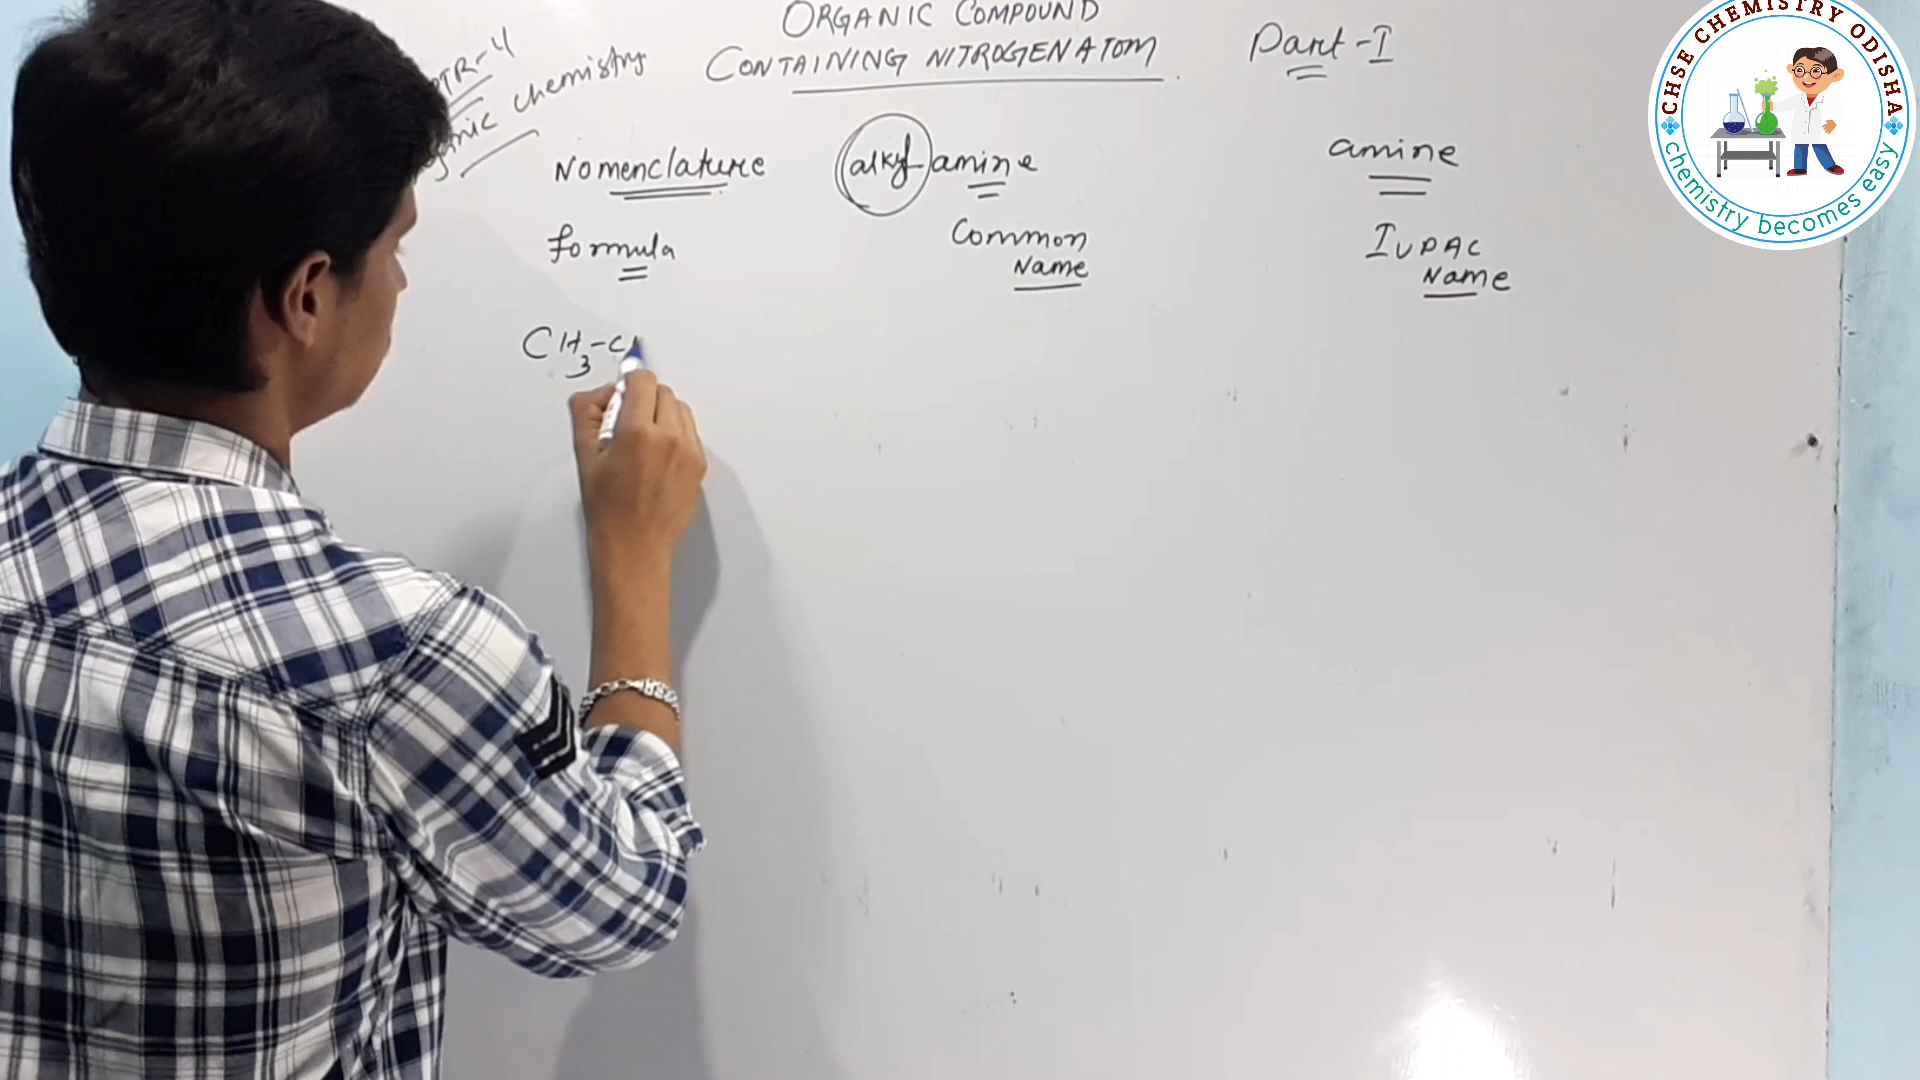 ORGANIC COMPOUND
CONTAINING NITROGEN ATOM
Part-I
TR-4
chemistry
Nomenclature
alkyl amine
amine
formula
Common
Name
IUPAC
Name
CH3-C
CHSE CHEMISTRY ODISHA
chemistry becomes easy